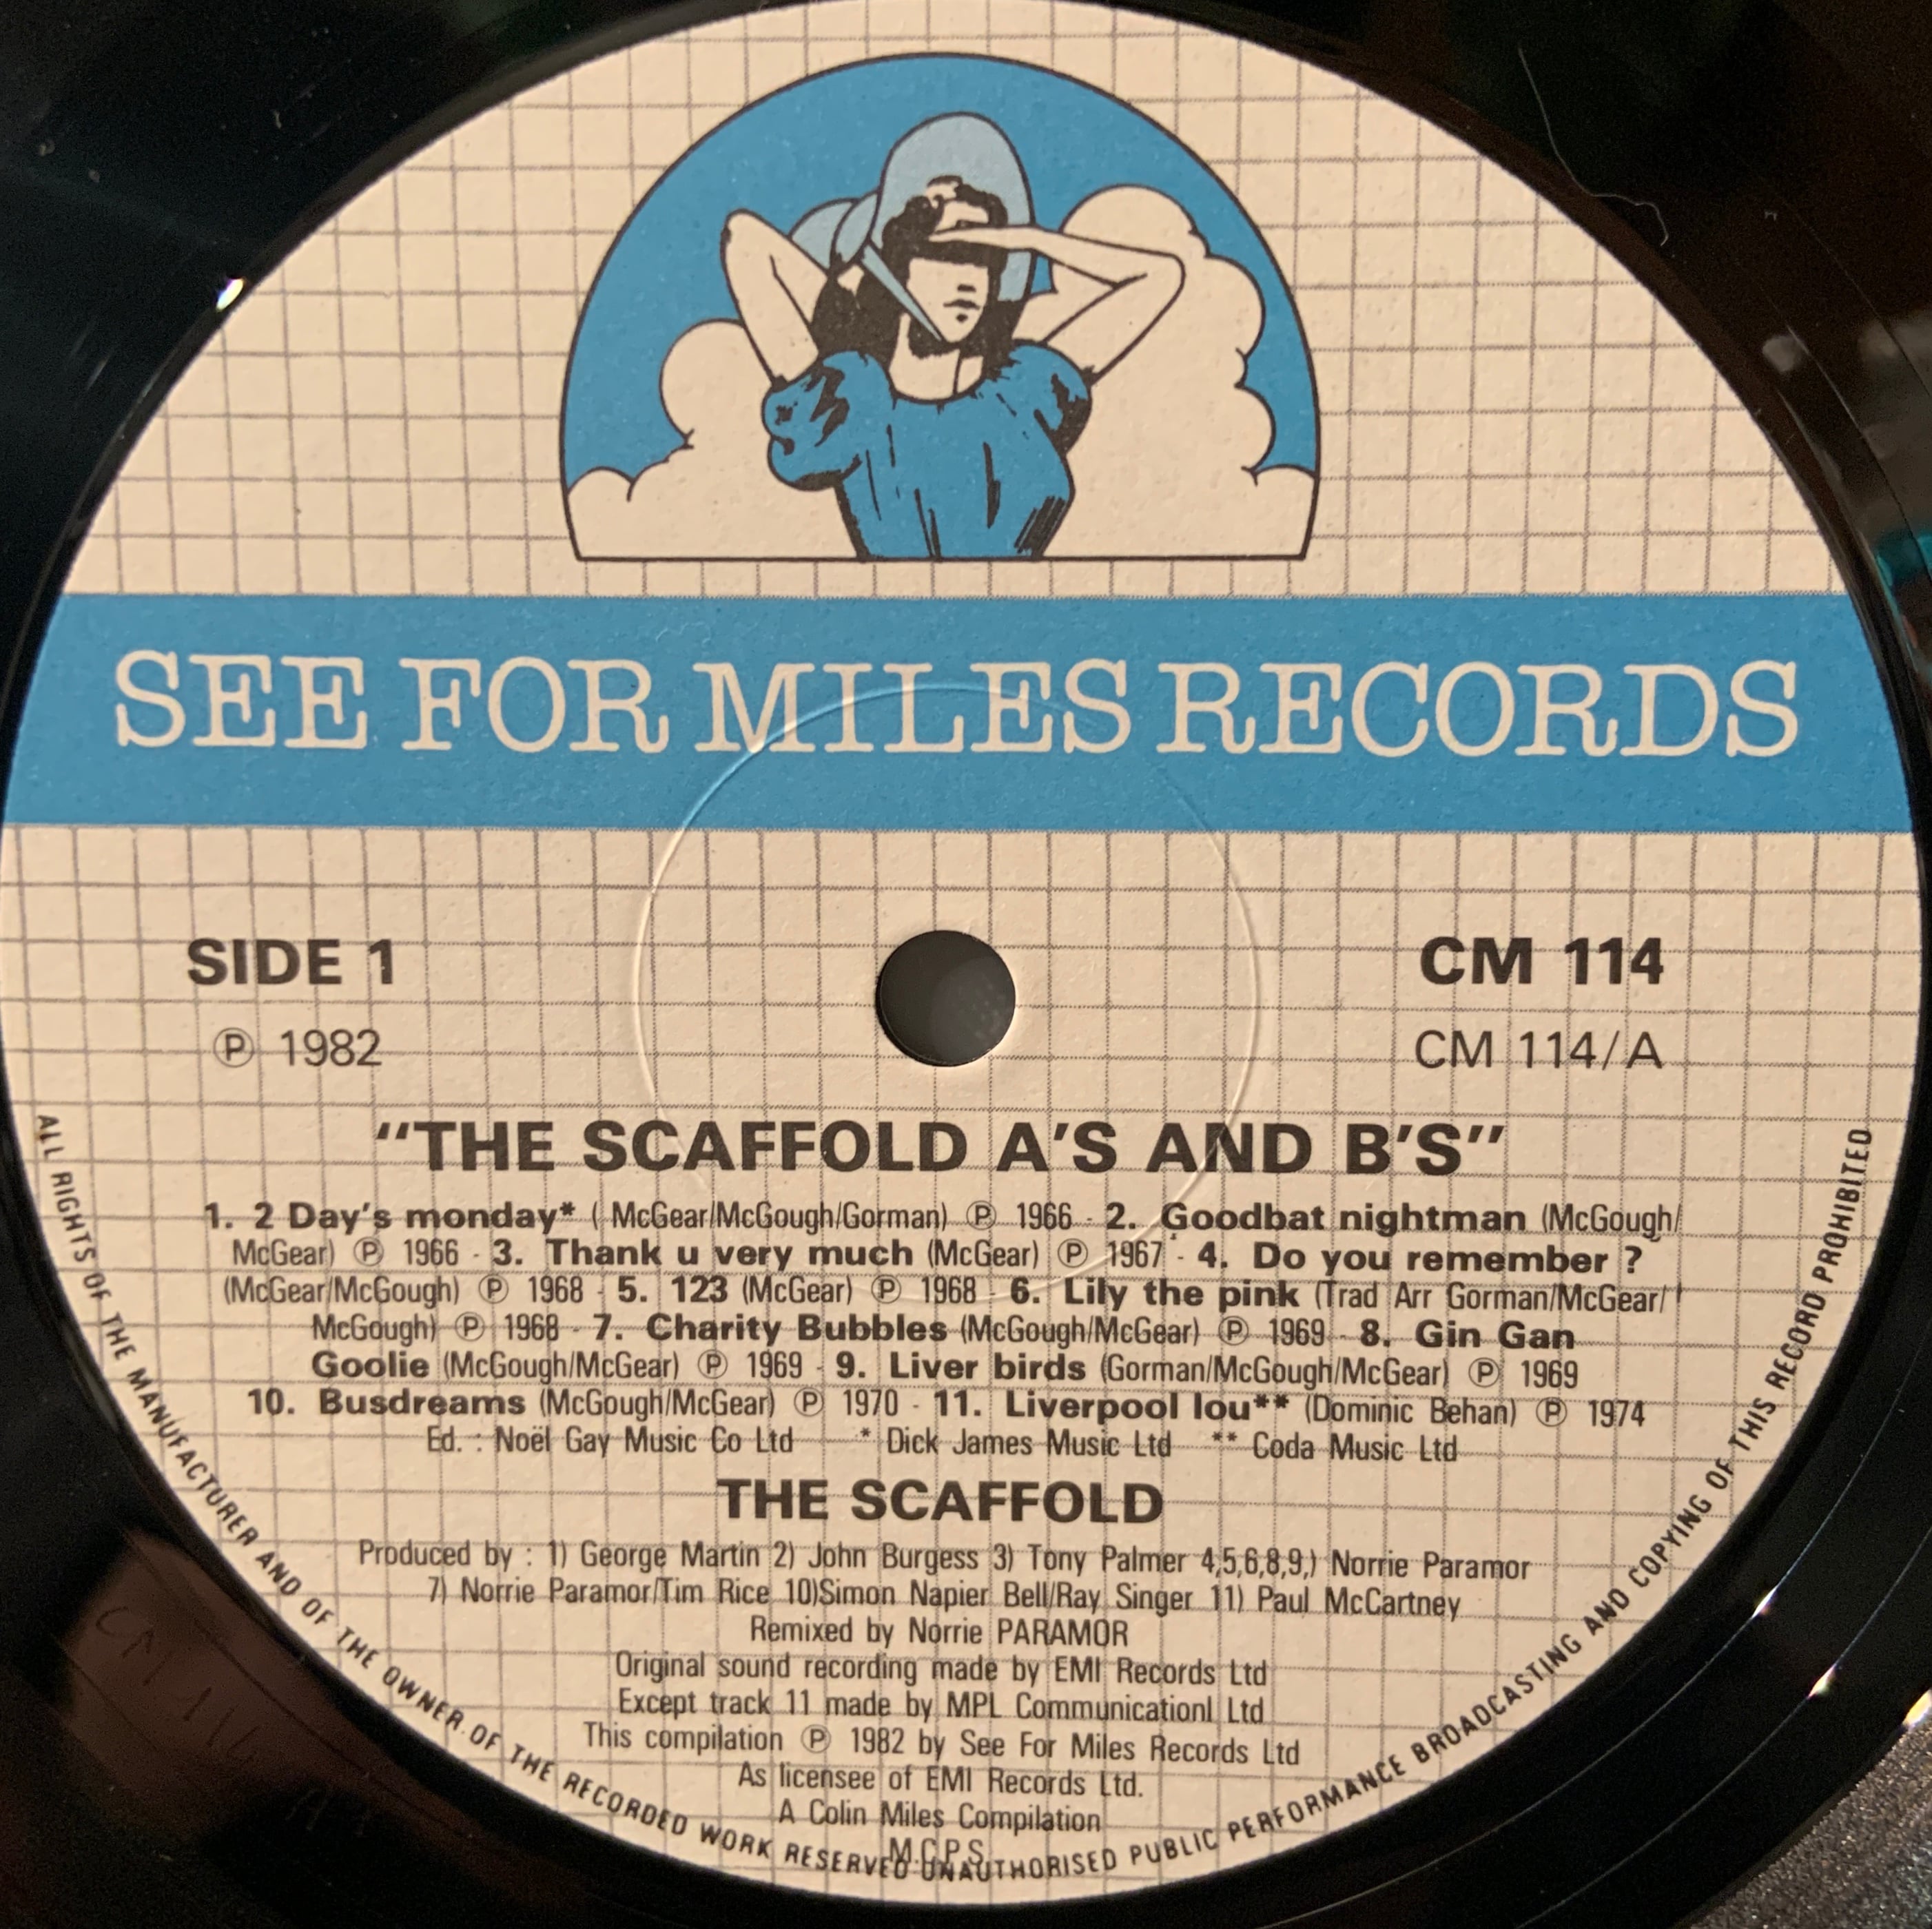 SEE FOR MILES RECORDS
SIDE 1
CM 114
℗ 1982
CM 114/A
"THE SCAFFOLD A'S AND B'S"
1. 2 Day's monday* ( McGear/McGough/Gorman) ℗ 1966 - 2. Goodbat nightman (McGough/
McGear) ℗ 1966 - 3. Thank u very much (McGear) ℗ 1967 - 4. Do you remember ?
(McGear/McGough) ℗ 1968 - 5. 123 (McGear) ℗ 1968 - 6. Lily the pink (Trad Arr Gorman/McGear/
McGough) ℗ 1968 - 7. Charity Bubbles (McGough/McGear) ℗ 1969 - 8. Gin Gan
Goolie (McGough/McGear) ℗ 1969 - 9. Liver birds (Gorman/McGough/McGear) ℗ 1969
10. Busdreams (McGough/McGear) ℗ 1970 - 11. Liverpool lou** (Dominic Behan) ℗ 1974
Ed. : Noël Gay Music Co Ltd * Dick James Music Ltd ** Coda Music Ltd
THE SCAFFOLD
Produced by : 1) George Martin 2) John Burgess 3) Tony Palmer 4,5,6,8,9,) Norrie Paramor
7) Norrie Paramor/Tim Rice 10)Simon Napier Bell/Ray Singer 11) Paul McCartney
Remixed by Norrie PARAMOR
Original sound recording made by EMI Records Ltd
Except track 11 made by MPL Communicationl Ltd
This compilation ℗ 1982 by See For Miles Records Ltd
As licensee of EMI Records Ltd.
A Colin Miles Compilation
M.C.P.S.
ALL RIGHTS OF THE MANUFACTURER AND OF THE OWNER OF THE RECORDED WORK RESERVED UNAUTHORISED PUBLIC PERFORMANCE BROADCASTING AND COPYING OF THIS RECORD PROHIBITED